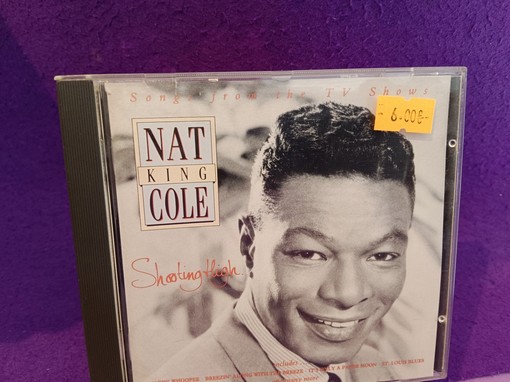 Songs from the TV Shows
6.00€
NAT
KING
COLE
Shooting High
Includes
WHOOPEE · BREEZIN' ALONG WITH THE BREEZE · IT'S ONLY A PAPER MOON · ST. LOUIS BLUES